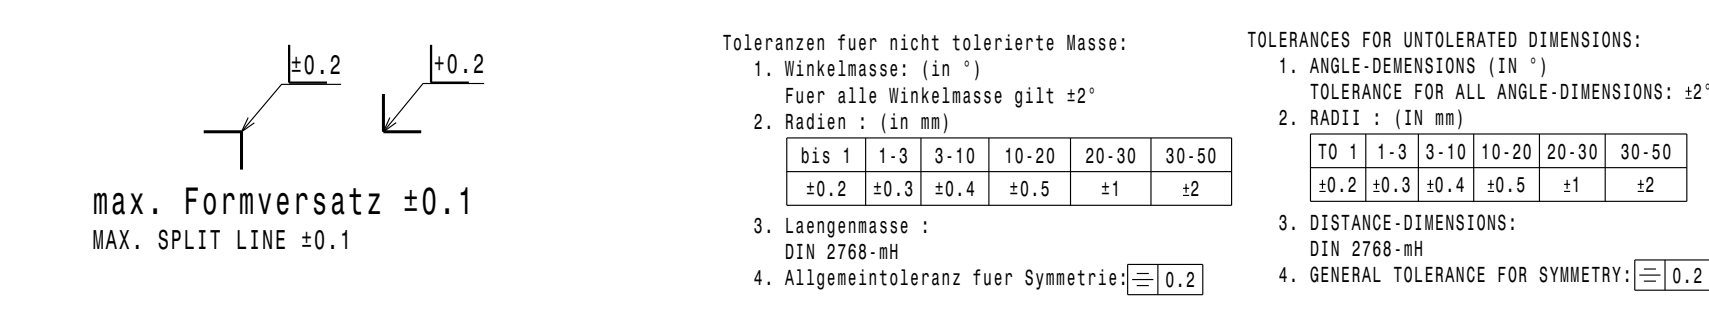 ±0.2
+0.2
max. Formversatz ±0.1
MAX. SPLIT LINE ±0.1
Toleranzen fuer nicht tolerierte Masse:
1. Winkelmasse: (in °)
Fuer alle Winkelmasse gilt ±2°
2. Radien : (in mm)
bis 1 1-3 3-10 10-20 20-30 30-50
±0.2 ±0.3 ±0.4 ±0.5 ±1 ±2
3. Laengenmasse :
DIN 2768-mH
4. Allgemeintoleranz fuer Symmetrie: 0.2
TOLERANCES FOR UNTOLERATED DIMENSIONS:
1. ANGLE-DEMENSIONS (IN °)
TOLERANCE FOR ALL ANGLE-DIMENSIONS: ±2°
2. RADII : (IN mm)
TO 1 1-3 3-10 10-20 20-30 30-50
±0.2 ±0.3 ±0.4 ±0.5 ±1 ±2
3. DISTANCE-DIMENSIONS:
DIN 2768-mH
4. GENERAL TOLERANCE FOR SYMMETRY: 0.2